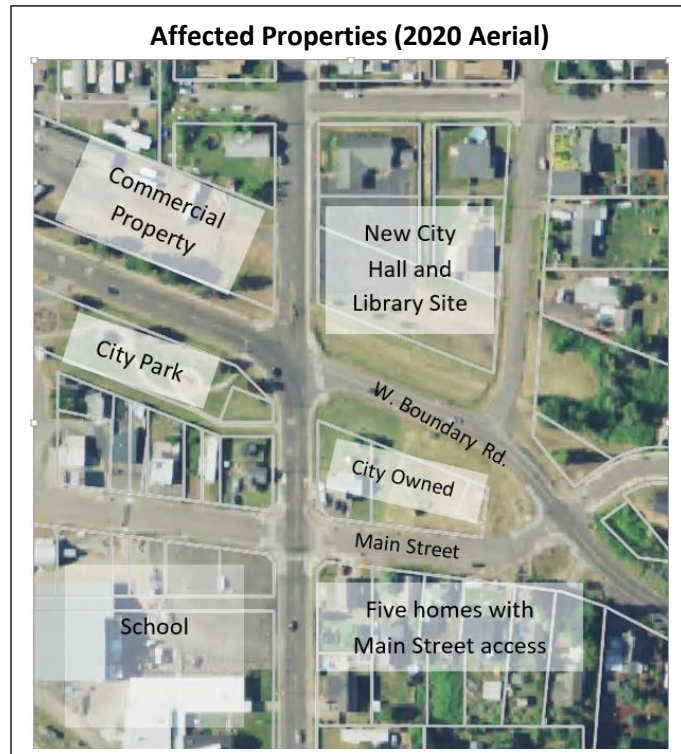 Affected Properties (2020 Aerial)
Commercial
Property
New City
Hall and
Library Site
City Park
W. Boundary Rd.
City Owned
Main Street
School
Five homes with
Main Street access